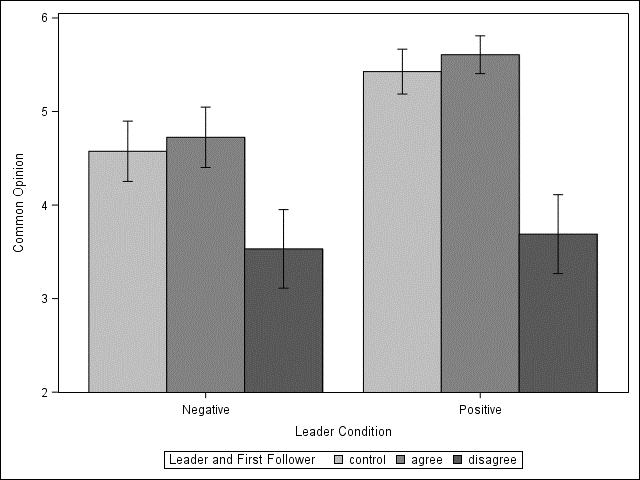 6
5
4
3
2
Common Opinion
Negative Positive
Leader Condition
Leader and First Follower control agree disagree